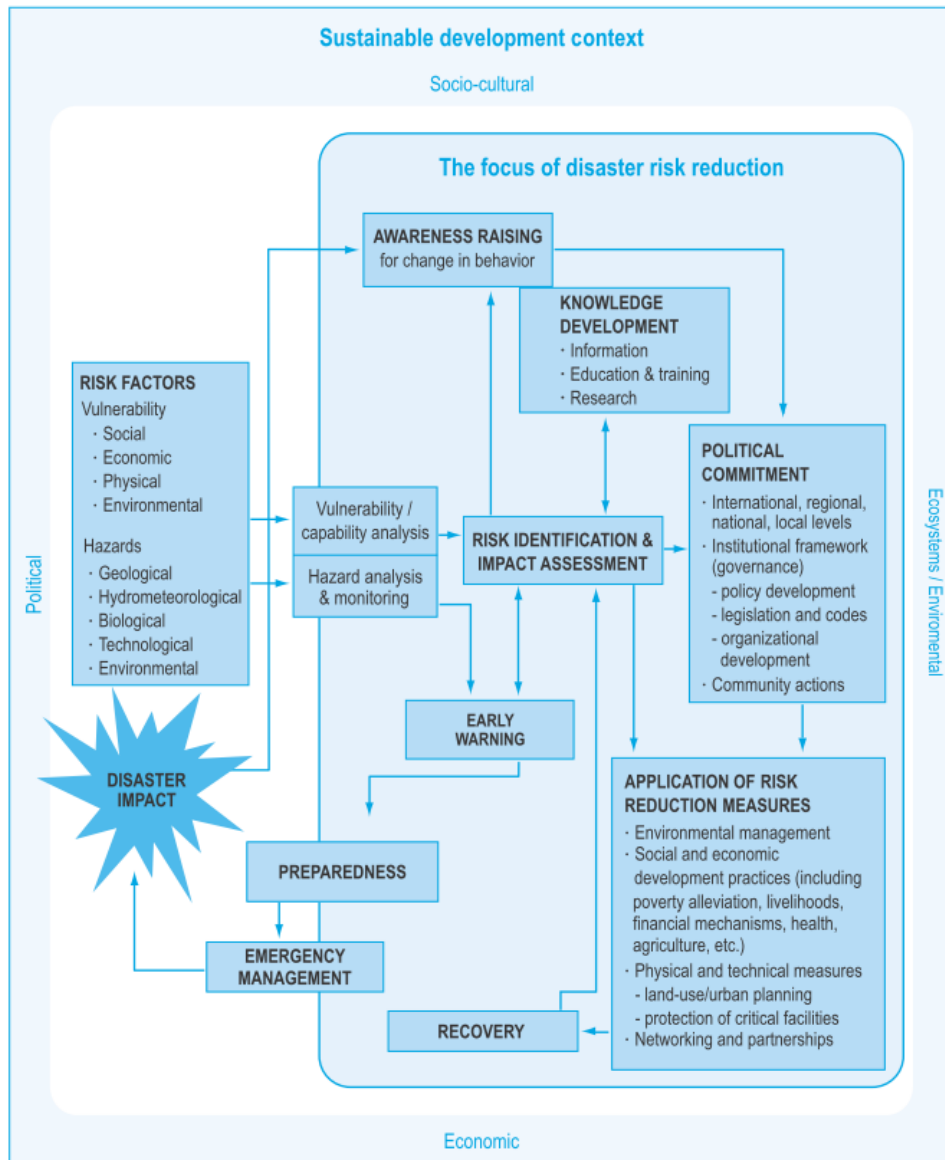 Sustainable development context
Socio-cultural
The focus of disaster risk reduction
AWARENESS RAISING
for change in behavior
KNOWLEDGE
DEVELOPMENT
· Information
· Education & training
· Research
RISK FACTORS
Vulnerability
· Social
· Economic
· Physical
· Environmental
Hazards
· Geological
· Hydrometeorological
· Biological
· Technological
· Environmental
Vulnerability /
capability analysis
Hazard analysis
& monitoring
RISK IDENTIFICATION &
IMPACT ASSESSMENT
POLITICAL
COMMITMENT
· International, regional,
national, local levels
· Institutional framework
(governance)
- policy development
- legislation and codes
- organizational
development
· Community actions
Political
Ecosystems / Enviromental
EARLY
WARNING
DISASTER
IMPACT
APPLICATION OF RISK
REDUCTION MEASURES
· Environmental management
· Social and economic
development practices (including
poverty alleviation, livelihoods,
financial mechanisms, health,
agriculture, etc.)
· Physical and technical measures
- land-use/urban planning
- protection of critical facilities
· Networking and partnerships
PREPAREDNESS
EMERGENCY
MANAGEMENT
RECOVERY
Economic